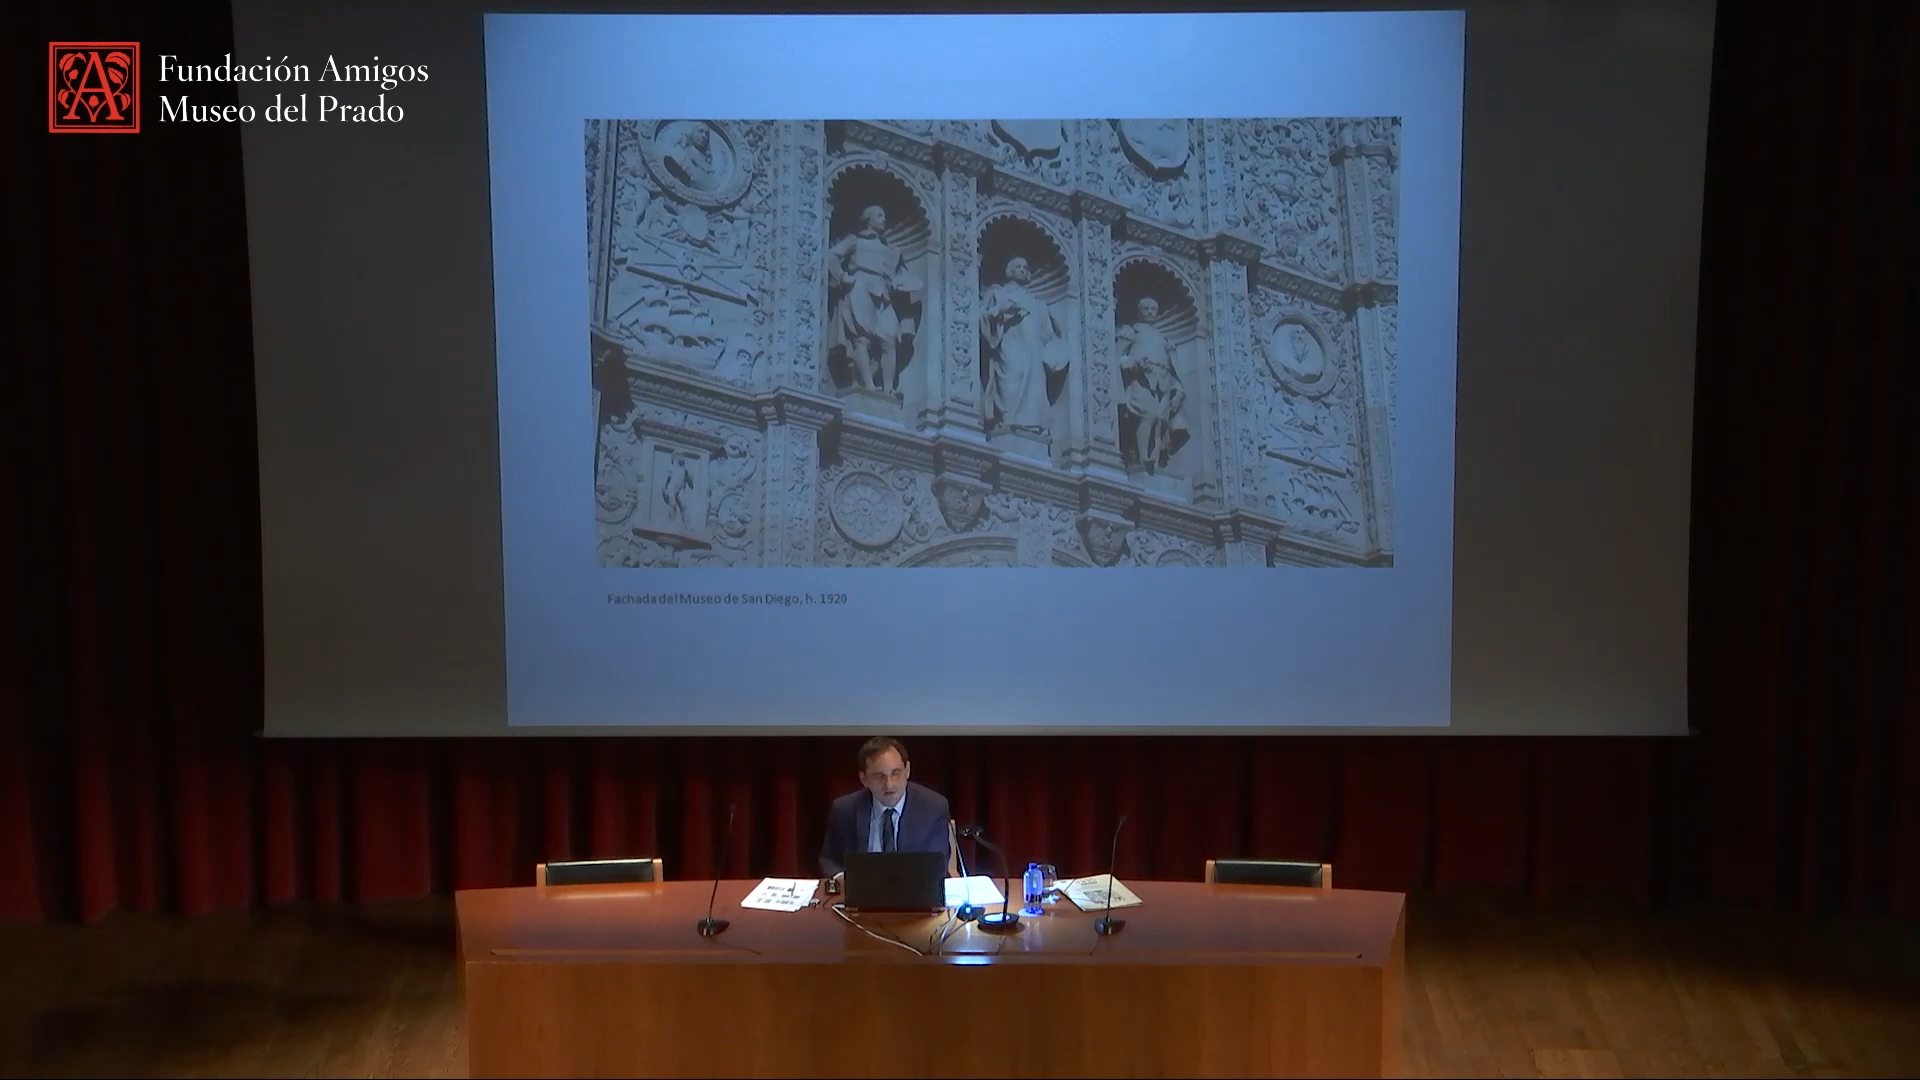 Fundación Amigos
Museo del Prado
Fachada del Museo de San Diego, h. 1920